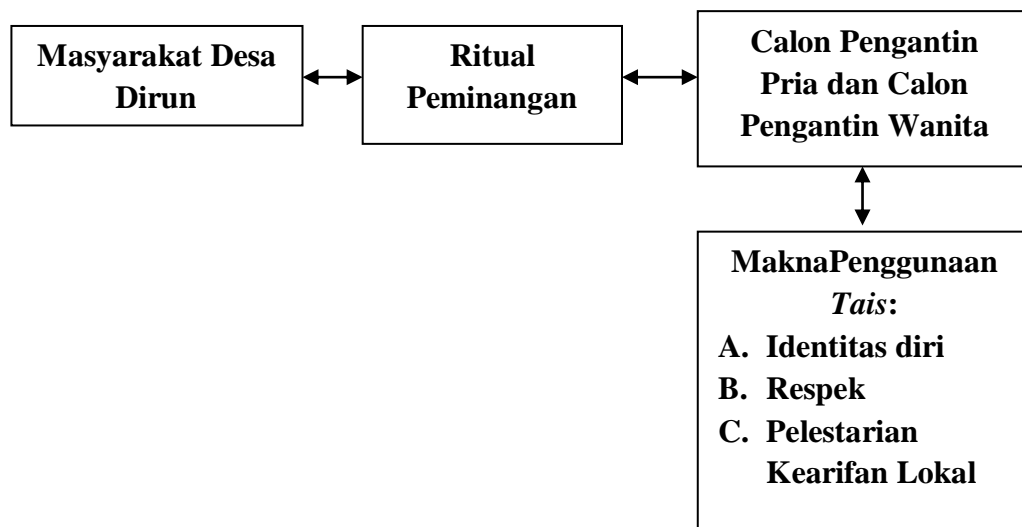 Masyarakat Desa
Dirun
Ritual
Peminangan
Calon Pengantin
Pria dan Calon
Pengantin Wanita
MaknaPenggunaan
Tais:
A. Identitas diri
B. Respek
C. Pelestarian
Kearifan Lokal